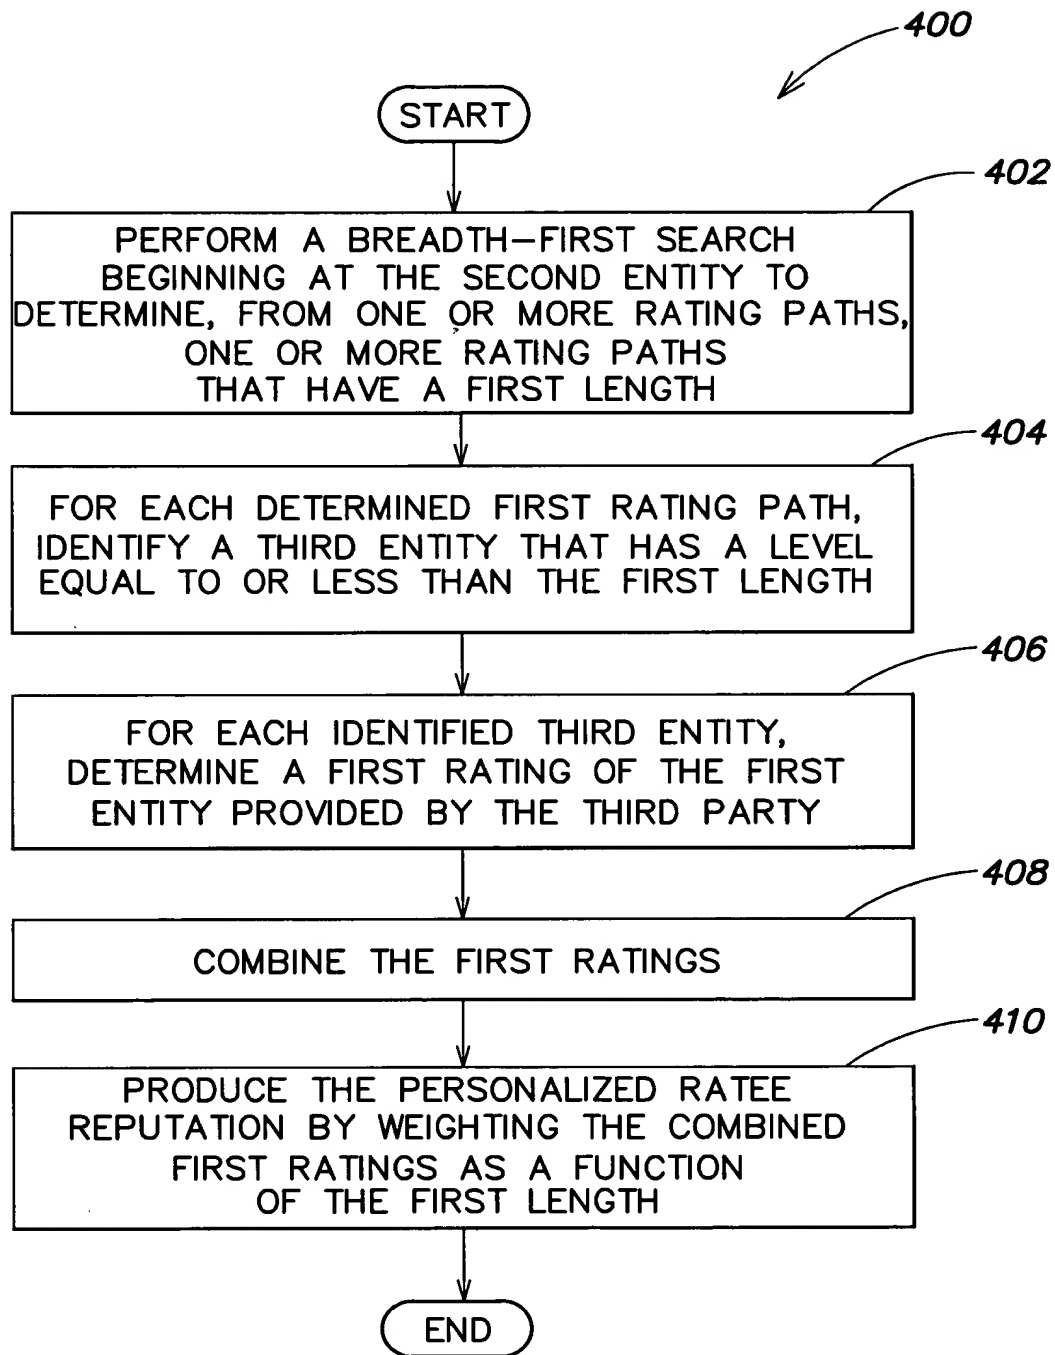 400
START
402
PERFORM A BREADTH-FIRST SEARCH
BEGINNING AT THE SECOND ENTITY TO
DETERMINE, FROM ONE OR MORE RATING PATHS,
ONE OR MORE RATING PATHS
THAT HAVE A FIRST LENGTH
404
FOR EACH DETERMINED FIRST RATING PATH,
IDENTIFY A THIRD ENTITY THAT HAS A LEVEL
EQUAL TO OR LESS THAN THE FIRST LENGTH
406
FOR EACH IDENTIFIED THIRD ENTITY,
DETERMINE A FIRST RATING OF THE FIRST
ENTITY PROVIDED BY THE THIRD PARTY
408
COMBINE THE FIRST RATINGS
410
PRODUCE THE PERSONALIZED RATEE
REPUTATION BY WEIGHTING THE COMBINED
FIRST RATINGS AS A FUNCTION
OF THE FIRST LENGTH
END